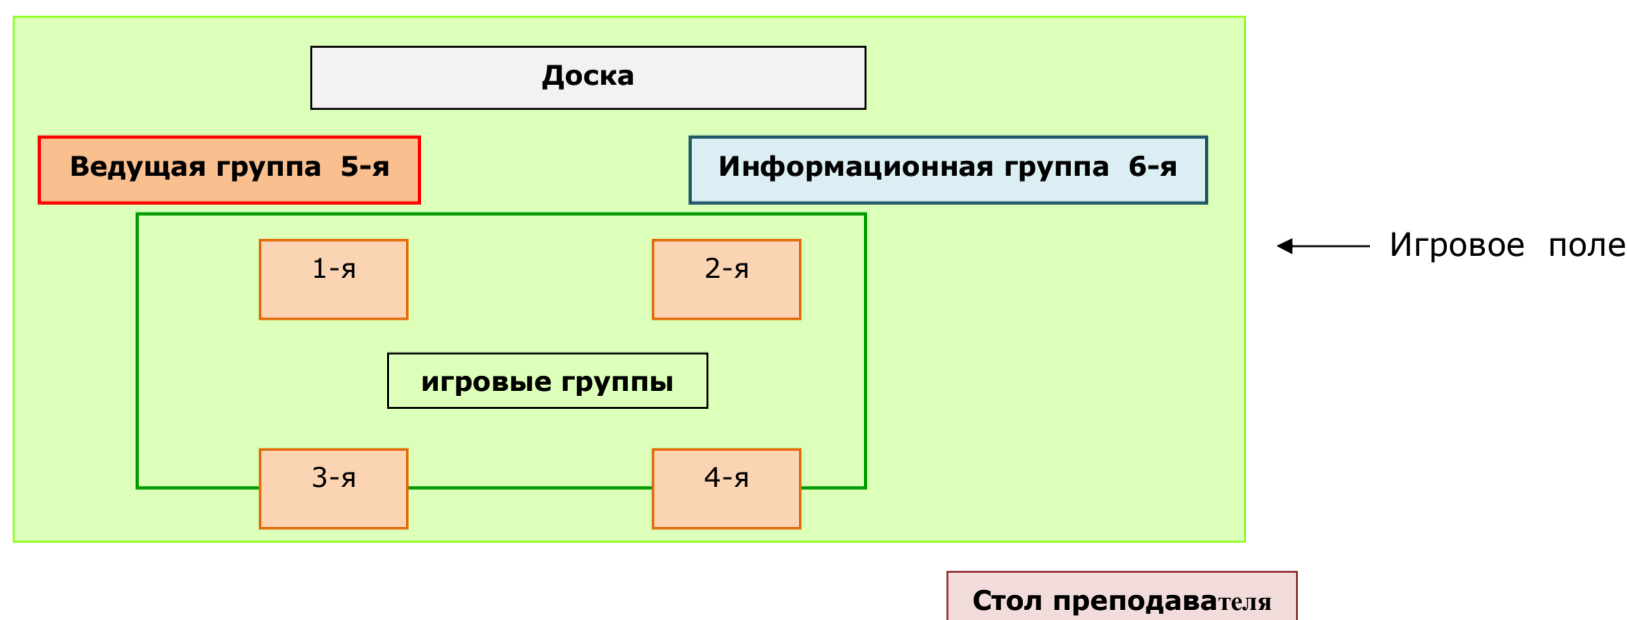 Доска
Ведущая группа 5-я
Информационная группа 6-я
Игровое поле
1-я
2-я
игровые группы
3-я
4-я
Стол преподавателя